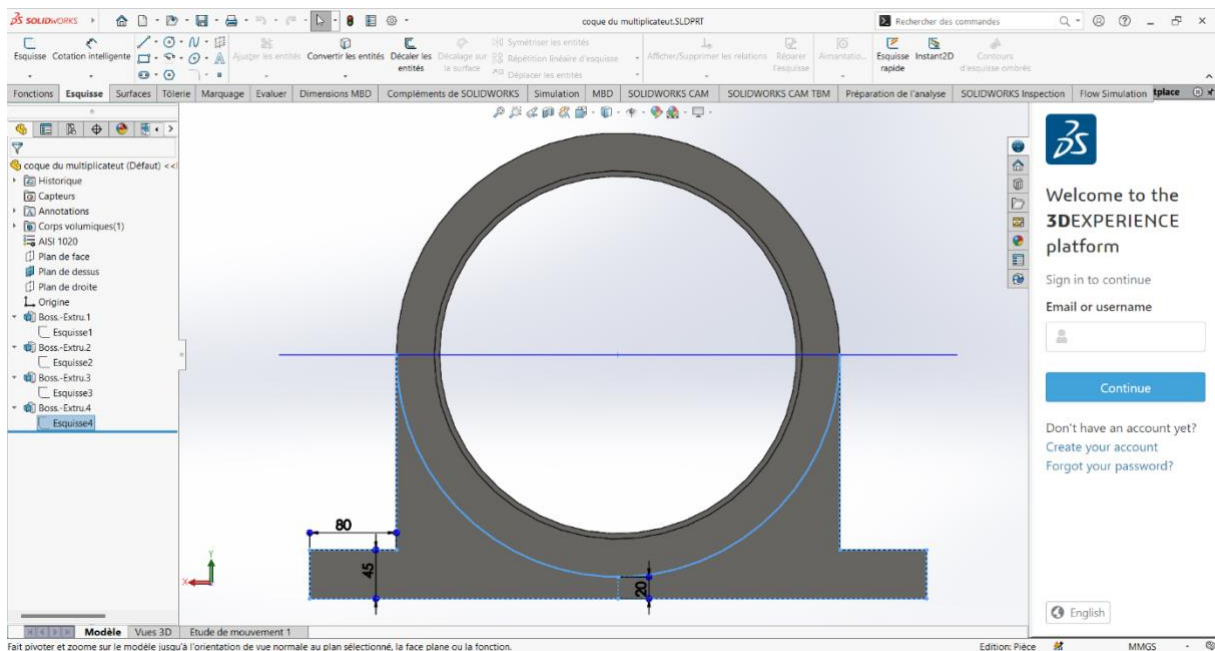 SOLIDWORKS
coque du multiplicateut.SLDPRT
Rechercher des commandes
Esquisse Cotation intelligente
Ajuster les entités Convertir les entités Décaler les entités Décalage sur la surface
Symétriser les entités
Répétition linéaire d'esquisse
Déplacer les entités
Afficher/Supprimer les relations Réparer l'esquisse Aimantatio... Esquisse rapide Instant2D Contours d'esquisse ombrés
Fonctions Esquisse Surfaces Tôlerie Marquage Evaluer Dimensions MBD Compléments de SOLIDWORKS Simulation MBD SOLIDWORKS CAM SOLIDWORKS CAM TBM Préparation de l'analyse SOLIDWORKS Inspection Flow Simulation tplace
coque du multiplicateut (Défaut) <<
Historique
Capteurs
Annotations
Corps volumiques(1)
AISI 1020
Plan de face
Plan de dessus
Plan de droite
Origine
Boss.-Extru.1
Esquisse1
Boss.-Extru.2
Esquisse2
Boss.-Extru.3
Esquisse3
Boss.-Extru.4
Esquisse4
80
45
20
Y
X
Welcome to the
3DEXPERIENCE
platform
Sign in to continue
Email or username
Continue
Don't have an account yet?
Create your account
Forgot your password?
English
Modèle Vues 3D Etude de mouvement 1
Fait pivoter et zoome sur le modèle jusqu'à l'orientation de vue normale au plan sélectionné, la face plane ou la fonction.
Edition: Pièce MMGS